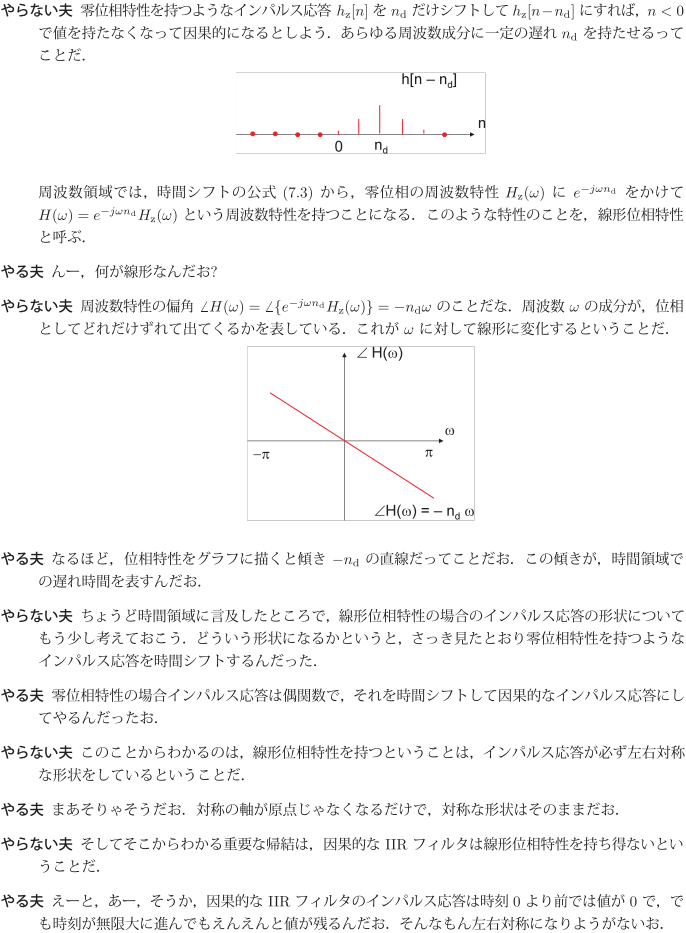 やらない夫 零位相特性を持つようなインパルス応答 hz[n] を nd だけシフトして hz[n−nd] にすれば，n < 0
で値を持たなくなって因果的になるとしよう．あらゆる周波数成分に一定の遅れ nd を持たせるって
ことだ．
h[n − nd]
n
0
nd
周波数領域では，時間シフトの公式 (7.3) から，零位相の周波数特性 Hz(ω) に e^{−jωnd} をかけて
H(ω) = e^{−jωnd}Hz(ω) という周波数特性を持つことになる．このような特性のことを，線形位相特性
と呼ぶ．
やる夫 んー，何が線形なんだお?
やらない夫 周波数特性の偏角 ∠H(ω) = ∠{e^{−jωnd}Hz(ω)} = −ndω のことだな．周波数 ω の成分が，位相
としてどれだけずれて出てくるかを表している．これが ω に対して線形に変化するということだ．
∠ H(ω)
ω
−π
π
∠H(ω) = − nd ω
やる夫 なるほど，位相特性をグラフに描くと傾き −nd の直線だってことだお．この傾きが，時間領域で
の遅れ時間を表すんだお．
やらない夫 ちょうど時間領域に言及したところで，線形位相特性の場合のインパルス応答の形状について
もう少し考えておこう．どういう形状になるかというと，さっき見たとおり零位相特性を持つような
インパルス応答を時間シフトするんだった．
やる夫 零位相特性の場合インパルス応答は偶関数で，それを時間シフトして因果的なインパルス応答にし
てやるんだったお．
やらない夫 このことからわかるのは，線形位相特性を持つということは，インパルス応答が必ず左右対称
な形状をしているということだ．
やる夫 まあそりゃそうだお．対称の軸が原点じゃなくなるだけで，対称な形状はそのままだお．
やらない夫 そしてそこからわかる重要な帰結は，因果的な IIR フィルタは線形位相特性を持ち得ないとい
うことだ．
やる夫 えーと，あー，そうか，因果的な IIR フィルタのインパルス応答は時刻 0 より前では値が 0 で，で
も時刻が無限大に進んでもえんえんと値が残るんだお．そんなもん左右対称になりようがないお．